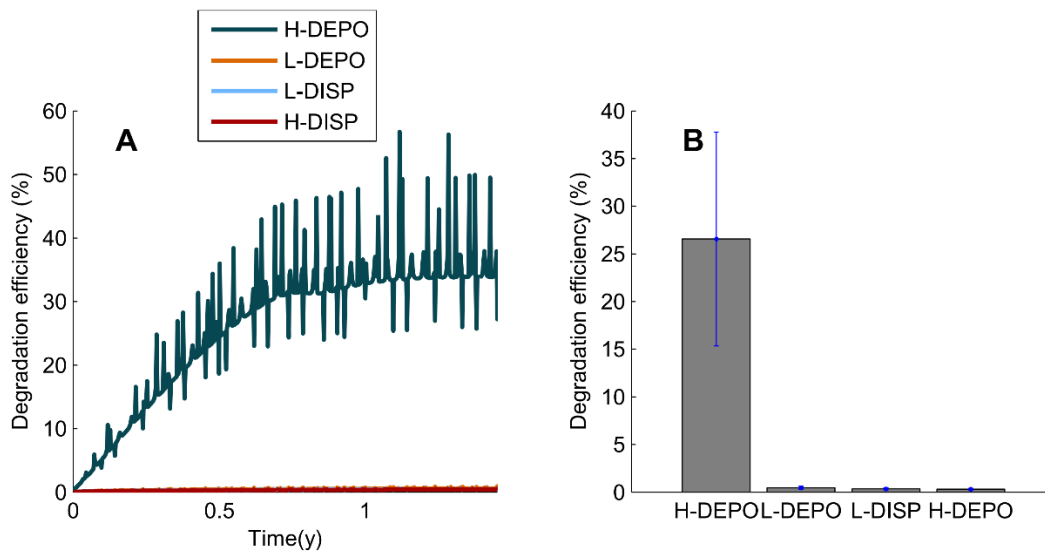 H-DEPO
L-DEPO
L-DISP
H-DISP
A
60
50
40
30
20
10
0
Degradation efficiency (%)
0 0.5 1
Time(y)
B
40
35
30
25
20
15
10
5
0
Degradation efficiency (%)
H-DEPO L-DEPO L-DISP H-DEPO